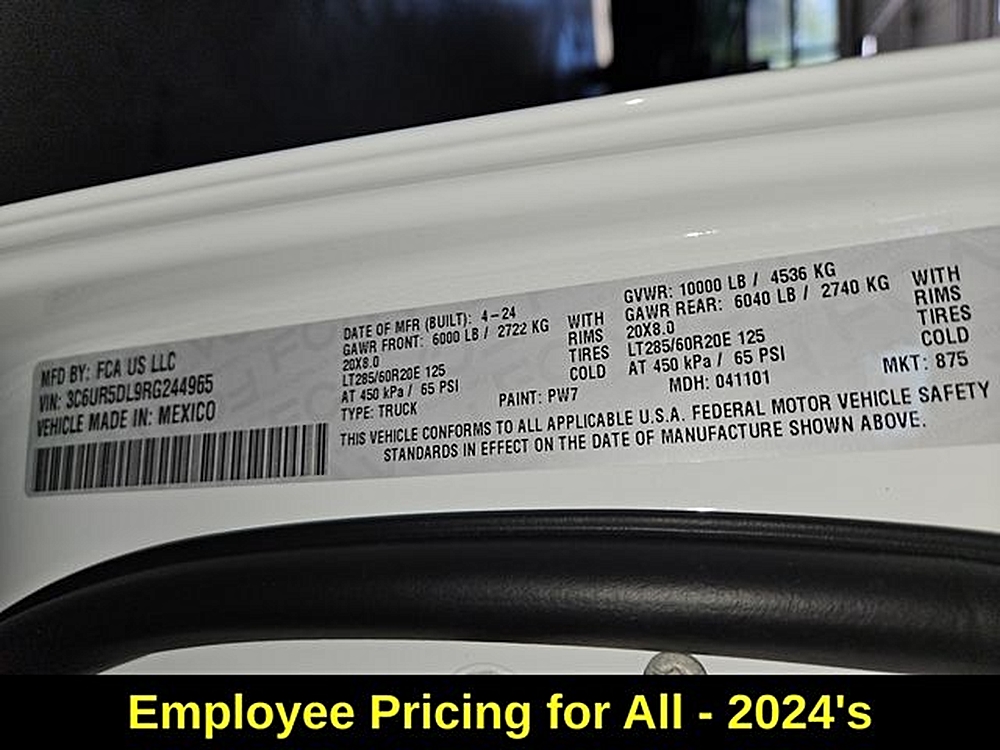 MFD BY: FCA US LLC
VIN: 3C6UR5DL9RG244965
VEHICLE MADE IN: MEXICO
DATE OF MFR (BUILT): 4-24
GAWR FRONT: 6000 LB / 2722 KG WITH
20X8.0 RIMS
LT285/60R20E 125 TIRES
AT 450 kPa / 65 PSI COLD
TYPE: TRUCK
PAINT: PW7
GVWR: 10000 LB / 4536 KG
GAWR REAR: 6040 LB / 2740 KG WITH
20X8.0 RIMS
LT285/60R20E 125 TIRES
AT 450 kPa / 65 PSI COLD
MDH: 041101
MKT: 875
THIS VEHICLE CONFORMS TO ALL APPLICABLE U.S.A. FEDERAL MOTOR VEHICLE SAFETY
STANDARDS IN EFFECT ON THE DATE OF MANUFACTURE SHOWN ABOVE.
Employee Pricing for All - 2024's